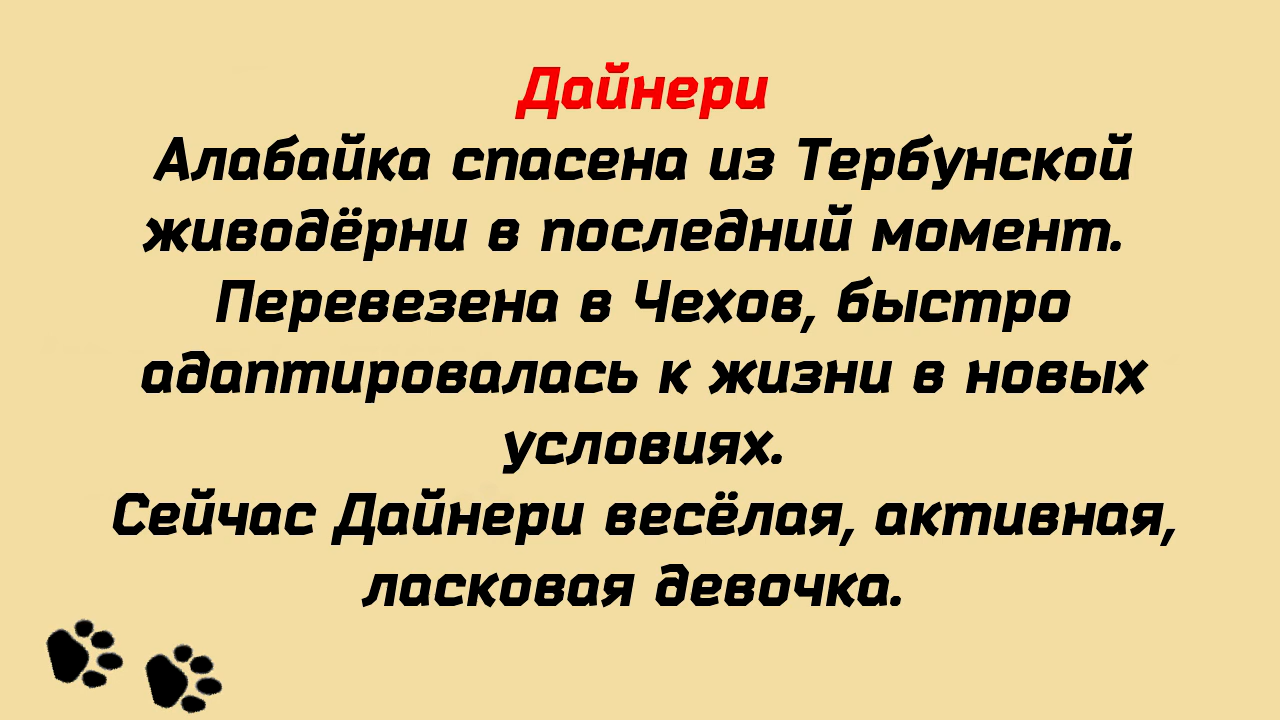 Дайнери
Алабайка спасена из Тербунской
живодёрни в последний момент.
Перевезена в Чехов, быстро
адаптировалась к жизни в новых
условиях.
Сейчас Дайнери весёлая, активная,
ласковая девочка.